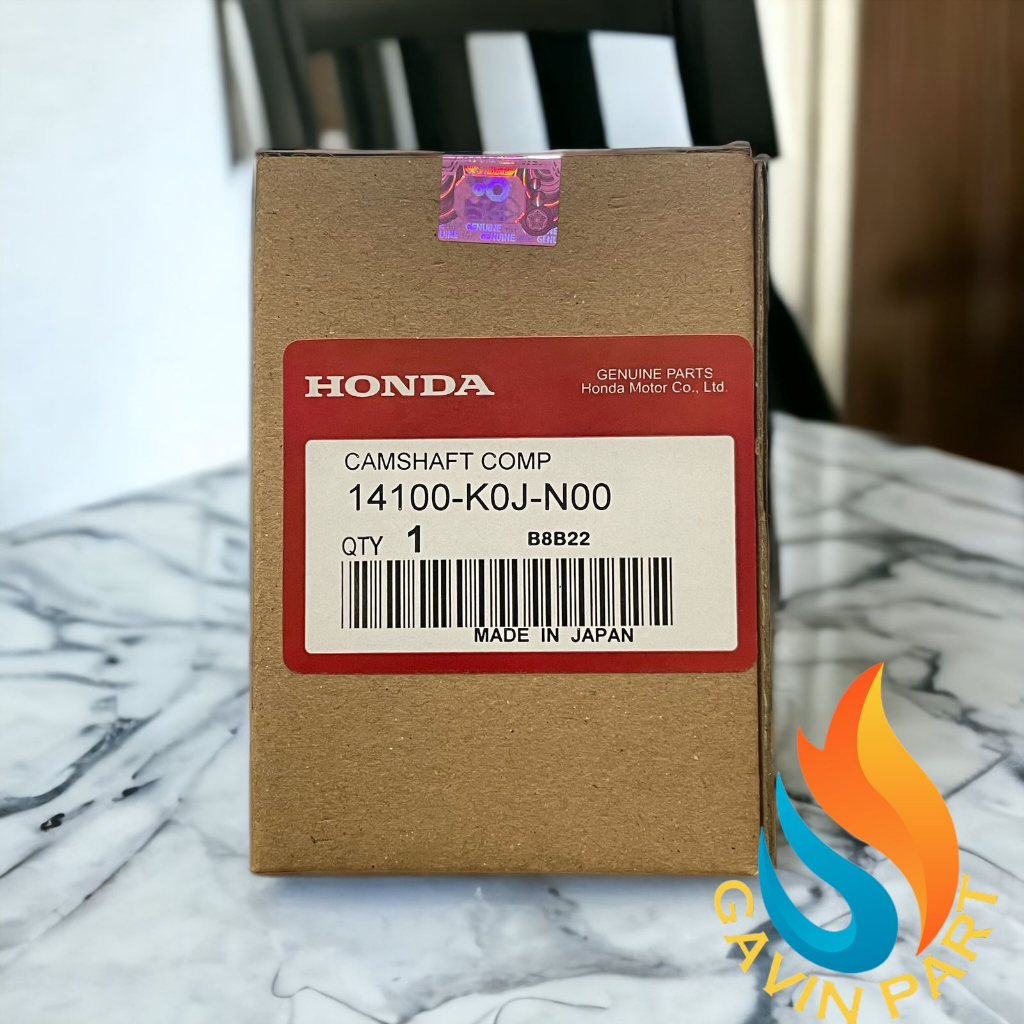 GENUINE
GENUINE
HONDA
GENUINE PARTS
Honda Motor Co., Ltd.
CAMSHAFT COMP
14100-K0J-N00
QTY 1 B8B22
MADE IN JAPAN
GAVIN PART